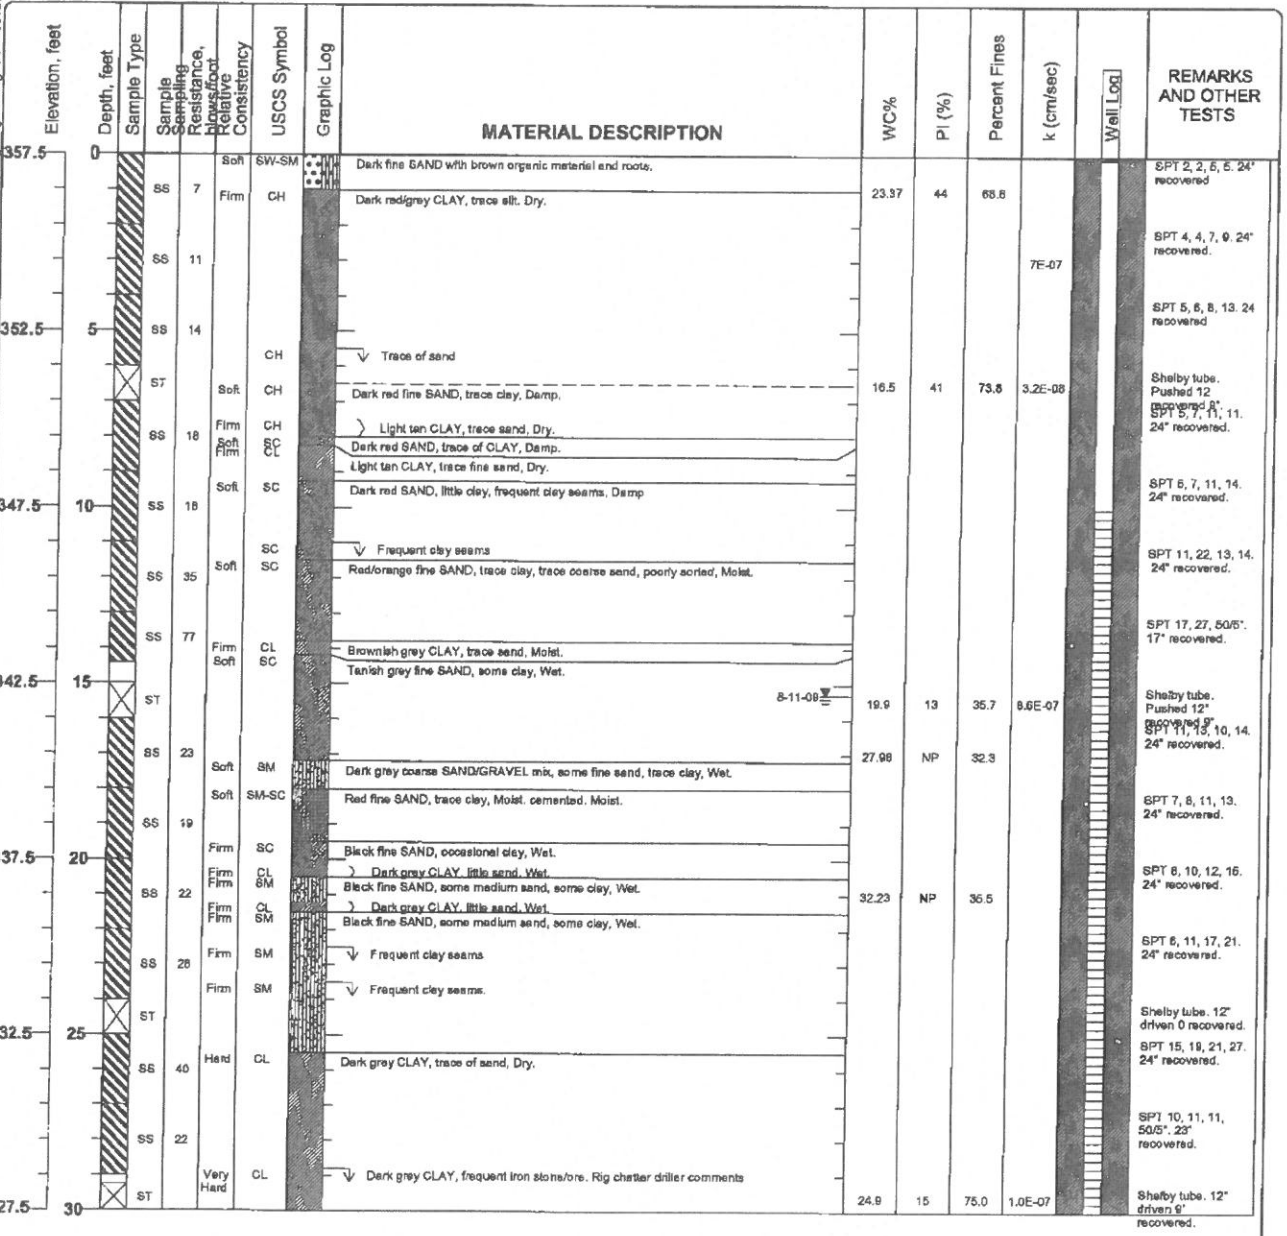 Elevation, feet
Depth, feet
Sample Type
Sample
Sampling
Resistance,
blows/foot
Relative
Consistency
USCS Symbol
Graphic Log
MATERIAL DESCRIPTION
WC%
PI (%)
Percent Fines
k (cm/sec)
Well Log
REMARKS
AND OTHER
TESTS
357.5 0
Soft SW-SM Dark fine SAND with brown organic material and roots.
SPT 2, 2, 5, 5. 24"
recovered
SS 7
Firm CH Dark red/grey CLAY, trace silt. Dry. 23.37 44 68.8
SPT 4, 4, 7, 9. 24"
recovered.
SS 11
7E-07
SPT 5, 6, 8, 13. 24
recovered
352.5 5 SS 14
CH Trace of sand
ST Soft CH Dark red fine SAND, trace clay, Damp. 16.5 41 73.8 3.2E-08
Shelby tube.
Pushed 12
recovered 8".
SPT 5, 7, 11, 11.
24" recovered.
Firm CH Light tan CLAY, trace sand, Dry.
SS 18
Soft SC Dark red SAND, trace of CLAY, Damp.
Firm CL Light tan CLAY, trace fine sand, Dry.
Soft SC Dark red SAND, little clay, frequent clay seams, Damp
SPT 6, 7, 11, 14.
24" recovered.
347.5 10 SS 18
SC Frequent clay seams
Soft SC Red/orange fine SAND, trace clay, trace coarse sand, poorly sorted, Moist.
SPT 11, 22, 13, 14.
24" recovered.
SS 35
SPT 17, 27, 50/5".
17" recovered.
SS 77
Firm CL Brownish grey CLAY, trace sand, Moist.
Soft SC Tanish grey fine SAND, some clay, Wet.
342.5 15
8-11-09
ST 19.9 13 35.7 8.6E-07
Shelby tube.
Pushed 12"
recovered 9".
SPT 11, 13, 10, 14.
24" recovered.
SS 23 27.98 NP 32.3
Soft SM Dark grey coarse SAND/GRAVEL mix, some fine sand, trace clay, Wet.
Soft SM-SC Red fine SAND, trace clay, Moist. cemented. Moist.
SPT 7, 8, 11, 13.
24" recovered.
SS 19
Firm SC Black fine SAND, occasional clay, Wet.
37.5 20
Firm CL Dark grey CLAY, little sand, Wet.
Firm SM Black fine SAND, some medium sand, some clay, Wet.
SPT 8, 10, 12, 16.
24" recovered.
SS 22 32.23 NP 36.5
Firm CL Dark grey CLAY, little sand, Wet
Firm SM Black fine SAND, some medium sand, some clay, Wet.
SPT 6, 11, 17, 21.
24" recovered.
Firm SM Frequent clay seams
SS 28
Firm SM Frequent clay seams.
ST
Shelby tube. 12"
driven 0 recovered.
32.5 25
SPT 15, 19, 21, 27.
24" recovered.
Hard CL Dark grey CLAY, trace of sand, Dry.
SS 40
SPT 10, 11, 11,
50/5". 23"
recovered.
SS 22
Very
Hard
CL Dark grey CLAY, frequent iron stone/ore. Rig chatter driller comments
ST 24.9 15 75.0 1.0E-07
Shelby tube. 12"
driven 9'
recovered.
27.5 30